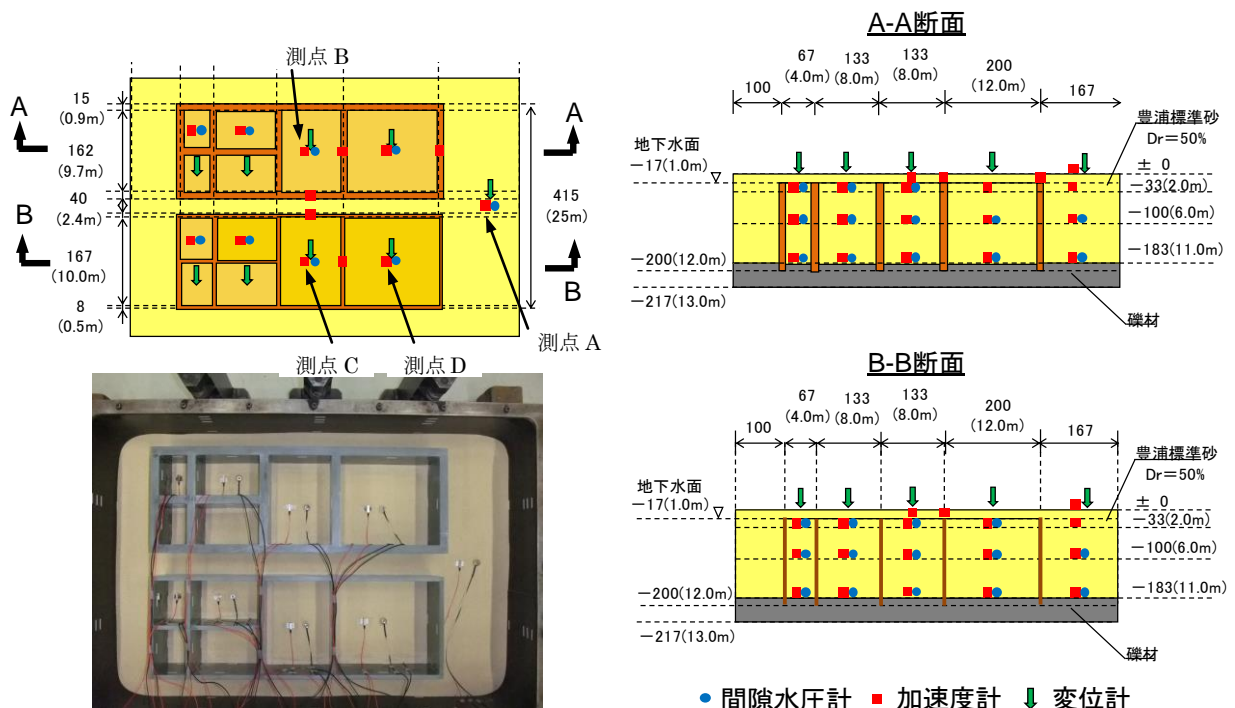 測点 B
A
A
15
(0.9m)
162
(9.7m)
40
(2.4m)
B
B
167
(10.0m)
8
(0.5m)
415
(25m)
測点 A
測点 C
測点 D
A-A断面
67
(4.0m)
133
(8.0m)
133
(8.0m)
200
(12.0m)
100
167
地下水面
−17(1.0m)
豊浦標準砂
Dr=50%
± 0
−33(2.0m)
−100(6.0m)
−183(11.0m)
−200(12.0m)
−217(13.0m)
礫材
B-B断面
67
(4.0m)
133
(8.0m)
133
(8.0m)
200
(12.0m)
100
167
地下水面
−17(1.0m)
豊浦標準砂
Dr=50%
± 0
−33(2.0m)
−100(6.0m)
−183(11.0m)
−200(12.0m)
−217(13.0m)
礫材
間隙水圧計
加速度計
変位計